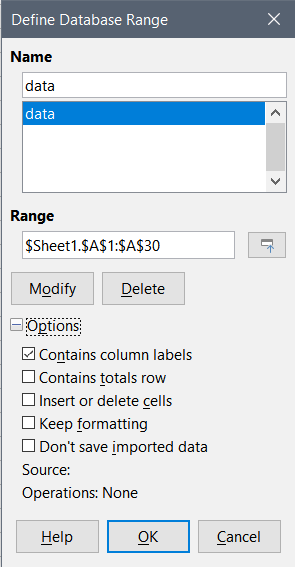 Define Database Range
Name
data
data
Range
$Sheet1.$A$1:$A$30
Modify Delete
Options
Contains column labels
Contains totals row
Insert or delete cells
Keep formatting
Don't save imported data
Source:
Operations: None
Help OK Cancel